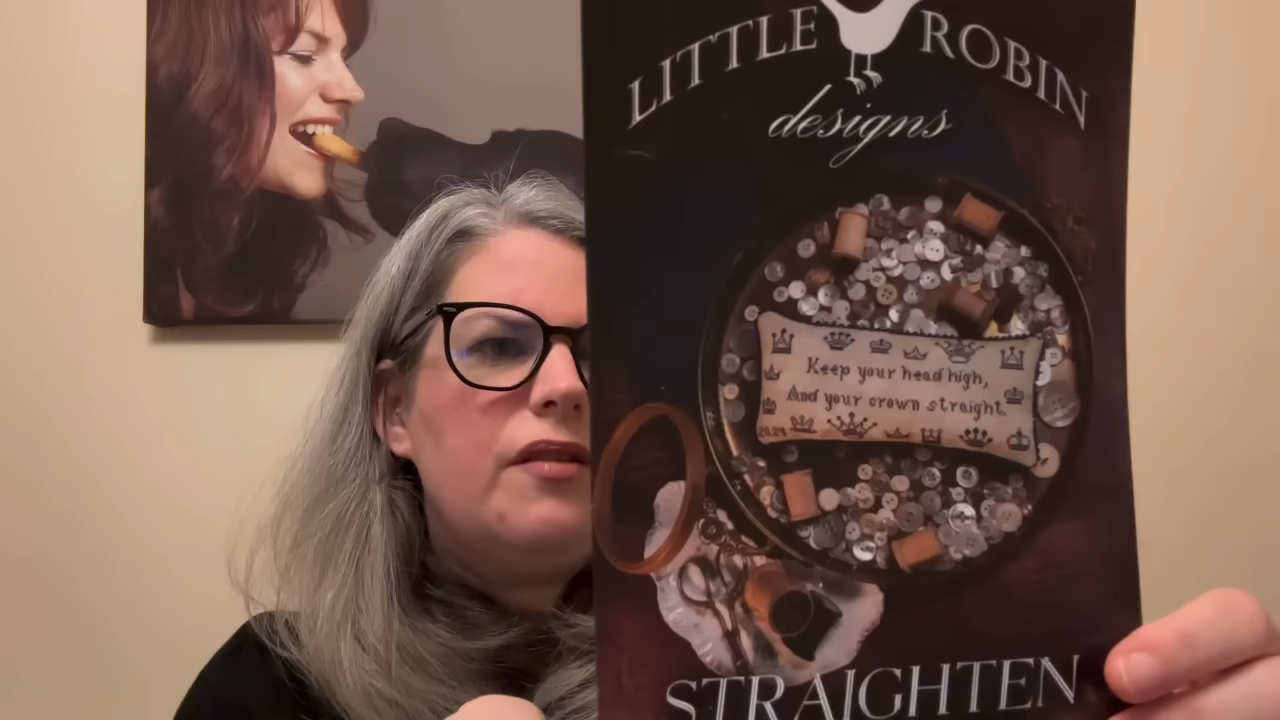 LITTLE ROBIN
designs
Keep your head high,
And your crown straight.
2024
STRAIGHTEN